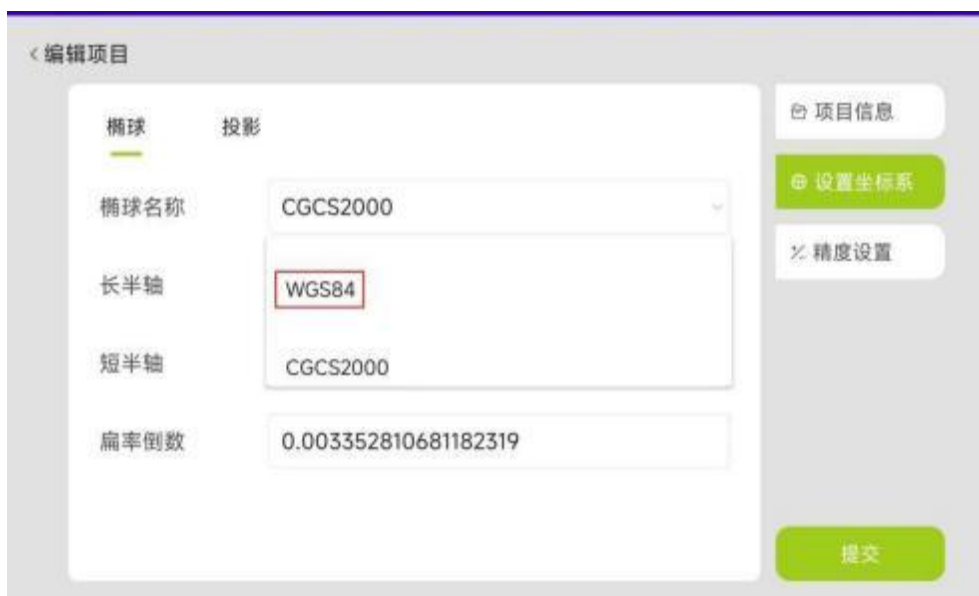 编辑项目
椭球
投影
椭球名称
CGCS2000
长半轴
WGS84
短半轴
CGCS2000
扁率倒数
0.003352810681182319
项目信息
设置坐标系
精度设置
提交